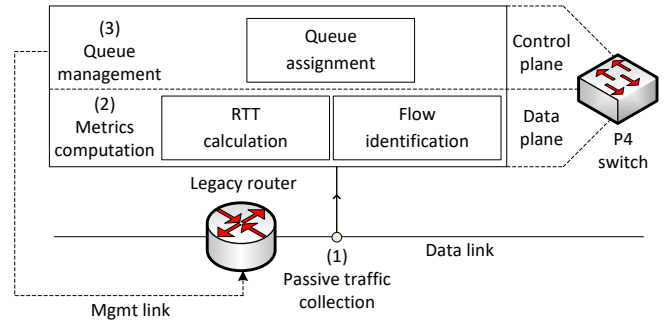 (3)
Queue
management
Queue
assignment
Control
plane
(2)
Metrics
computation
RTT
calculation
Flow
identification
Data
plane
P4
switch
Legacy router
(1)
Passive traffic
collection
Data link
Mgmt link